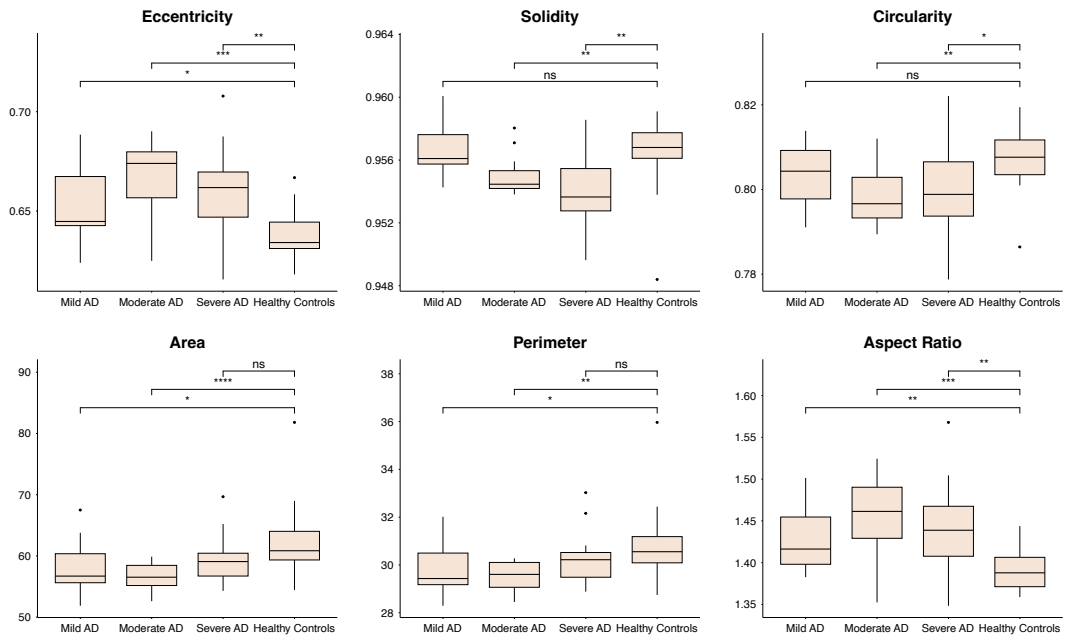 Eccentricity
**
***
*
0.70
0.65
Mild AD Moderate AD Severe AD Healthy Controls
Solidity
0.964
**
**
ns
0.960
0.956
0.952
0.948
Mild AD Moderate AD Severe AD Healthy Controls
Circularity
*
**
ns
0.82
0.80
0.78
Mild AD Moderate AD Severe AD Healthy Controls
Area
90
ns
****
*
80
70
60
50
Mild AD Moderate AD Severe AD Healthy Controls
Perimeter
38
ns
**
*
36
34
32
30
28
Mild AD Moderate AD Severe AD Healthy Controls
Aspect Ratio
**
***
**
1.60
1.55
1.50
1.45
1.40
1.35
Mild AD Moderate AD Severe AD Healthy Controls